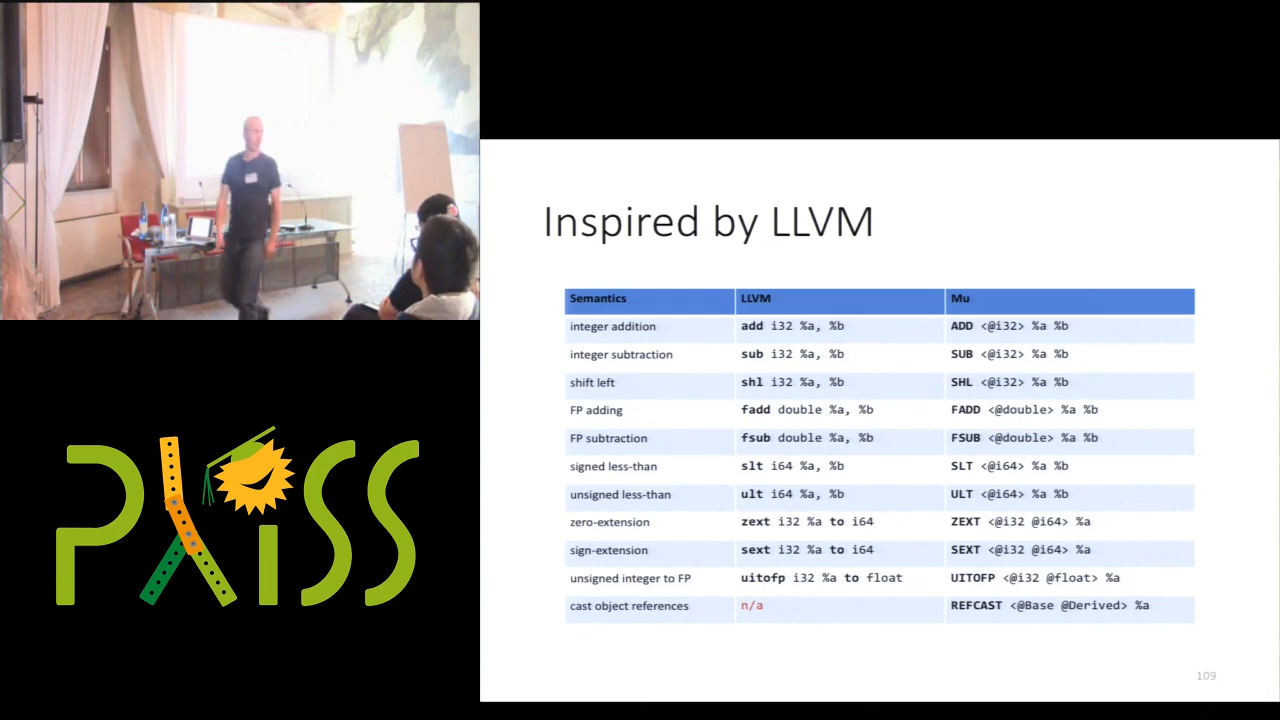 PLISS
Inspired by LLVM
Semantics LLVM Mu
integer addition add i32 %a, %b ADD <@i32> %a %b
integer subtraction sub i32 %a, %b SUB <@i32> %a %b
shift left shl i32 %a, %b SHL <@i32> %a %b
FP adding fadd double %a, %b FADD <@double> %a %b
FP subtraction fsub double %a, %b FSUB <@double> %a %b
signed less-than slt i64 %a, %b SLT <@i64> %a %b
unsigned less-than ult i64 %a, %b ULT <@i64> %a %b
zero-extension zext i32 %a to i64 ZEXT <@i32 @i64> %a
sign-extension sext i32 %a to i64 SEXT <@i32 @i64> %a
unsigned integer to FP uitofp i32 %a to float UITOFP <@i32 @float> %a
cast object references n/a REFCAST <@Base @Derived> %a
109